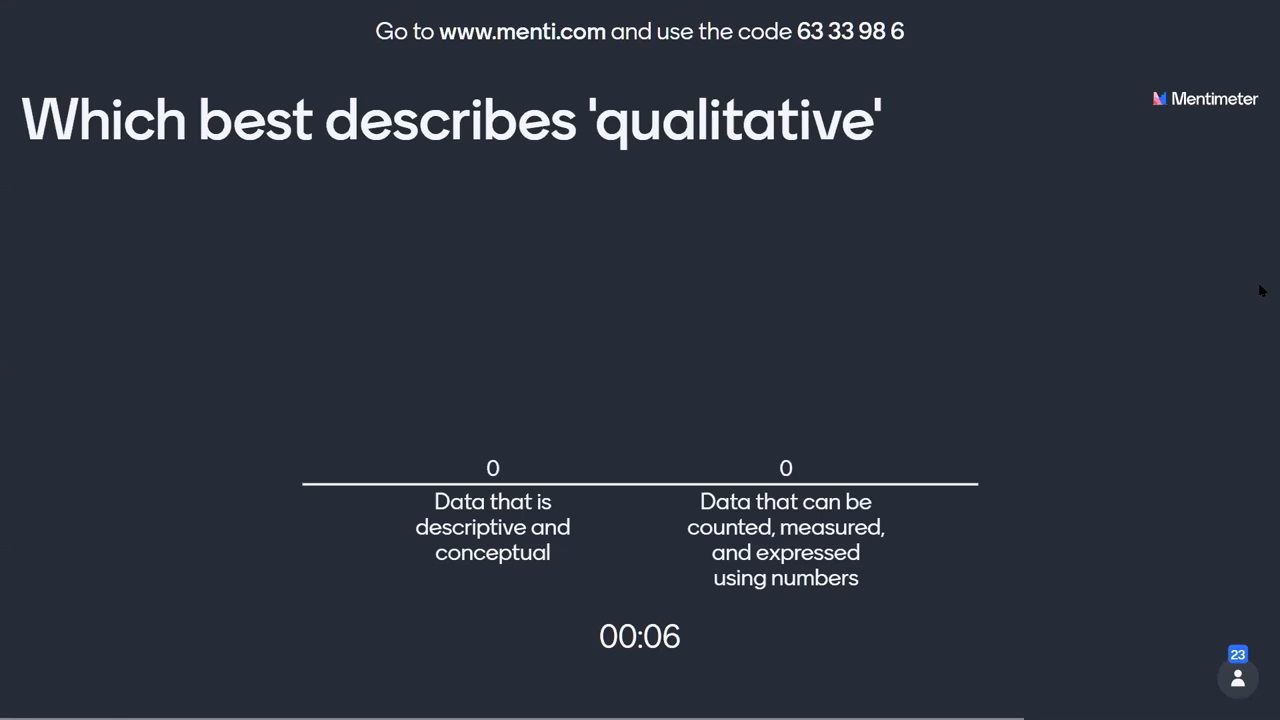 Go to www.menti.com and use the code 63 33 98 6
Mentimeter
Which best describes 'qualitative'
0
Data that is
descriptive and
conceptual
0
Data that can be
counted, measured,
and expressed
using numbers
00:06
23